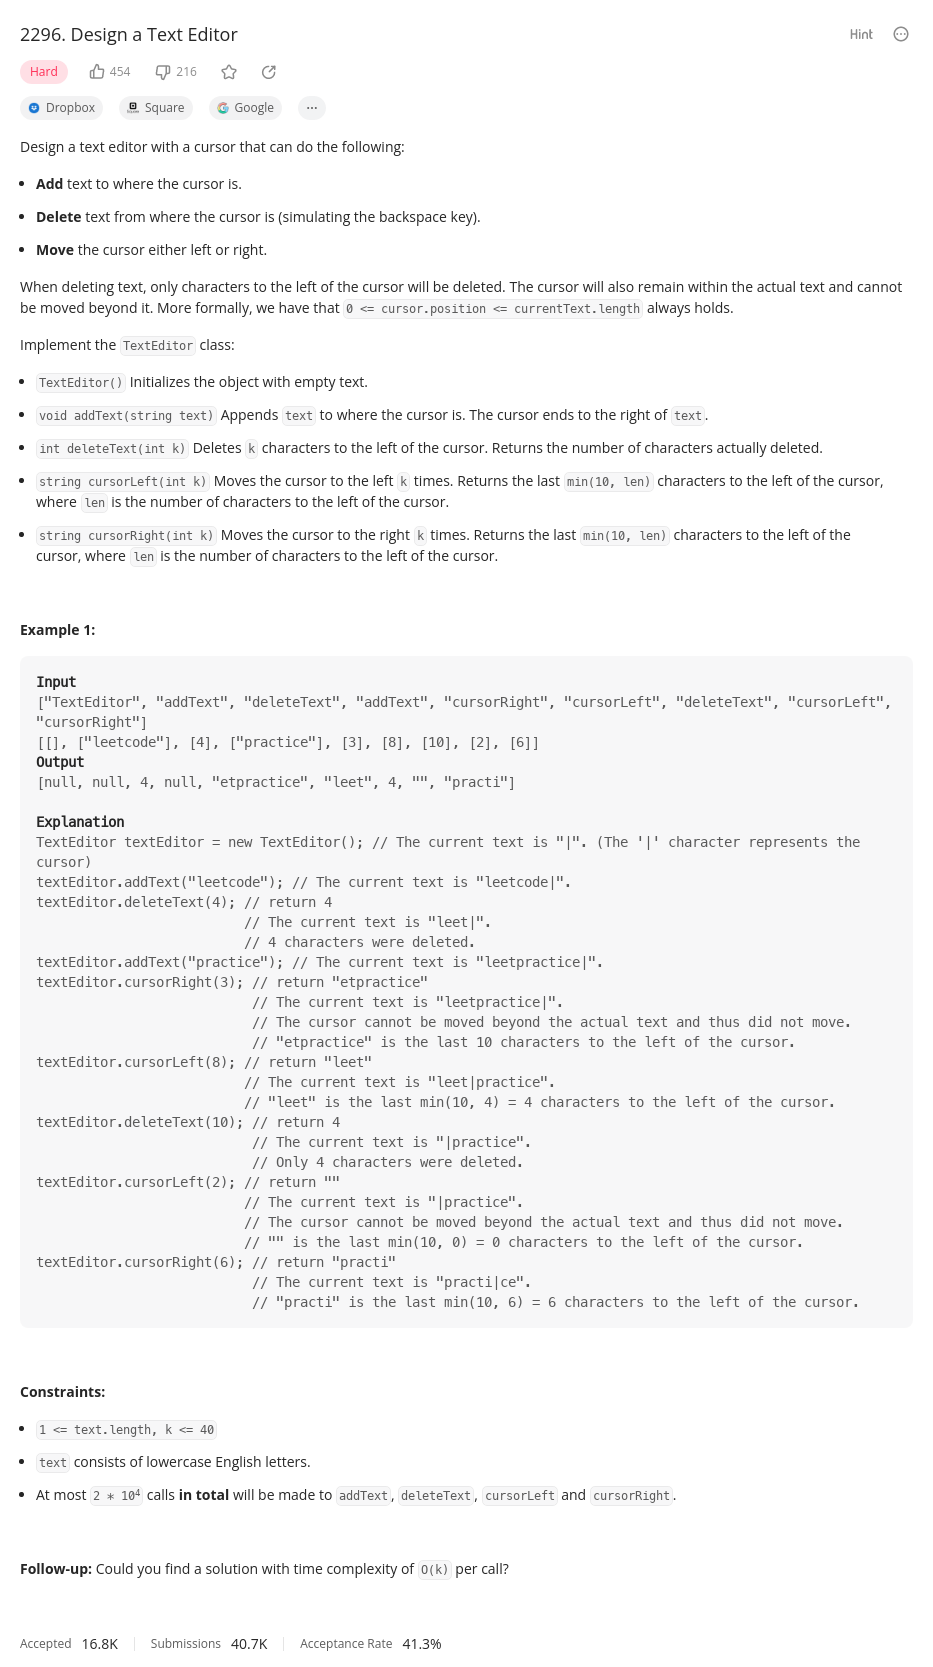 2296. Design a Text Editor
Hint
Hard 454 216
Dropbox Square Google ...
Design a text editor with a cursor that can do the following:
• Add text to where the cursor is.
• Delete text from where the cursor is (simulating the backspace key).
• Move the cursor either left or right.
When deleting text, only characters to the left of the cursor will be deleted. The cursor will also remain within the actual text and cannot
be moved beyond it. More formally, we have that 0 <= cursor.position <= currentText.length always holds.
Implement the TextEditor class:
• TextEditor() Initializes the object with empty text.
• void addText(string text) Appends text to where the cursor is. The cursor ends to the right of text.
• int deleteText(int k) Deletes k characters to the left of the cursor. Returns the number of characters actually deleted.
• string cursorLeft(int k) Moves the cursor to the left k times. Returns the last min(10, len) characters to the left of the cursor,
where len is the number of characters to the left of the cursor.
• string cursorRight(int k) Moves the cursor to the right k times. Returns the last min(10, len) characters to the left of the
cursor, where len is the number of characters to the left of the cursor.
Example 1:
Input
["TextEditor", "addText", "deleteText", "addText", "cursorRight", "cursorLeft", "deleteText", "cursorLeft",
"cursorRight"]
[[], ["leetcode"], [4], ["practice"], [3], [8], [10], [2], [6]]
Output
[null, null, 4, null, "etpractice", "leet", 4, "", "practi"]
Explanation
TextEditor textEditor = new TextEditor(); // The current text is "|". (The '|' character represents the
cursor)
textEditor.addText("leetcode"); // The current text is "leetcode|".
textEditor.deleteText(4); // return 4
// The current text is "leet|".
// 4 characters were deleted.
textEditor.addText("practice"); // The current text is "leetpractice|".
textEditor.cursorRight(3); // return "etpractice"
// The current text is "leetpractice|".
// The cursor cannot be moved beyond the actual text and thus did not move.
// "etpractice" is the last 10 characters to the left of the cursor.
textEditor.cursorLeft(8); // return "leet"
// The current text is "leet|practice".
// "leet" is the last min(10, 4) = 4 characters to the left of the cursor.
textEditor.deleteText(10); // return 4
// The current text is "|practice".
// Only 4 characters were deleted.
textEditor.cursorLeft(2); // return ""
// The current text is "|practice".
// The cursor cannot be moved beyond the actual text and thus did not move.
// "" is the last min(10, 0) = 0 characters to the left of the cursor.
textEditor.cursorRight(6); // return "practi"
// The current text is "practi|ce".
// "practi" is the last min(10, 6) = 6 characters to the left of the cursor.
Constraints:
• 1 <= text.length, k <= 40
• text consists of lowercase English letters.
• At most 2 * 10⁴ calls in total will be made to addText, deleteText, cursorLeft and cursorRight.
Follow-up: Could you find a solution with time complexity of O(k) per call?
Accepted 16.8K Submissions 40.7K Acceptance Rate 41.3%